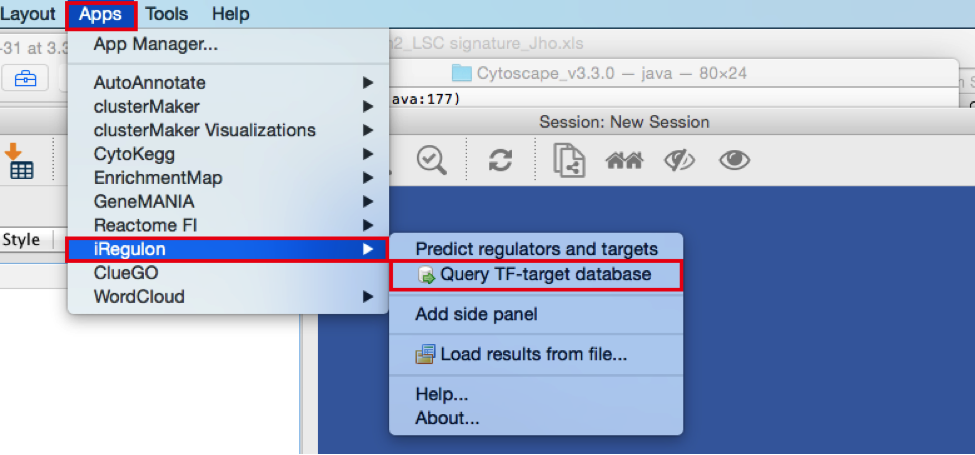 Layout Apps Tools Help
-31 at 3.3
n2_LSC signature_Jho.xls
App Manager...
Cytoscape_v3.3.0 — java — 80×24
AutoAnnotate
ava:177)
clusterMaker
clusterMaker Visualizations
Session: New Session
CytoKegg
EnrichmentMap
GeneMANIA
Reactome FI
Style
iRegulon
Predict regulators and targets
ClueGO
Query TF-target database
WordCloud
Add side panel
Load results from file...
Help...
About...